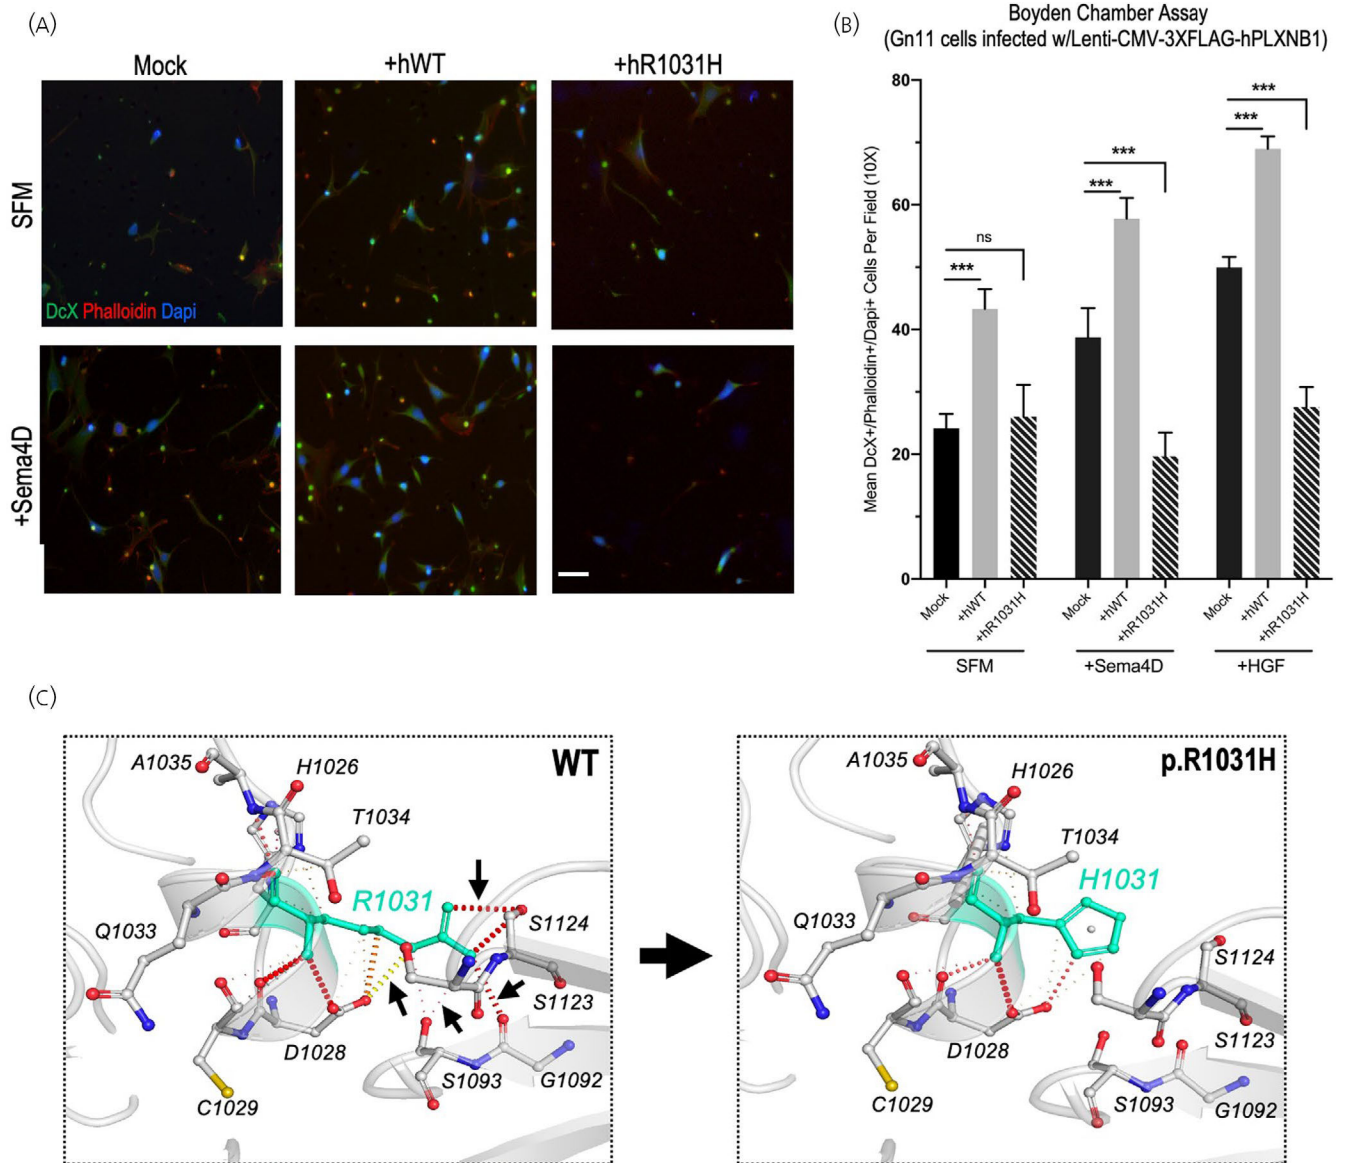 (A)
Mock
+hWT
+hR1031H
SFM
DcX Phalloidin Dapi
+Sema4D
(B)
Boyden Chamber Assay
(Gn11 cells infected w/Lenti-CMV-3XFLAG-hPLXNB1)
Mean DcX+/Phalloidin+/Dapi+ Cells Per Field (10X)
80
60
40
20
0
ns
***
***
***
***
***
Mock
+hWT
+hR1031H
Mock
+hWT
+hR1031H
Mock
+hWT
+hR1031H
SFM
+Sema4D
+HGF
(C)
WT
A1035
H1026
T1034
R1031
Q1033
S1124
S1123
D1028
S1093
G1092
C1029
p.R1031H
A1035
H1026
T1034
H1031
Q1033
S1124
S1123
D1028
S1093
G1092
C1029